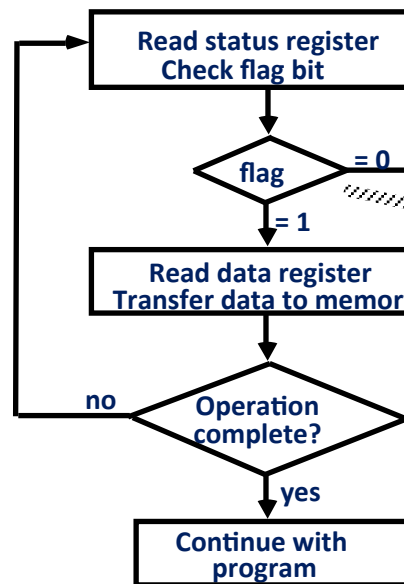 Read status register
Check flag bit
flag
= 0
= 1
Read data register
Transfer data to memor
no
Operation
complete?
yes
Continue with
program